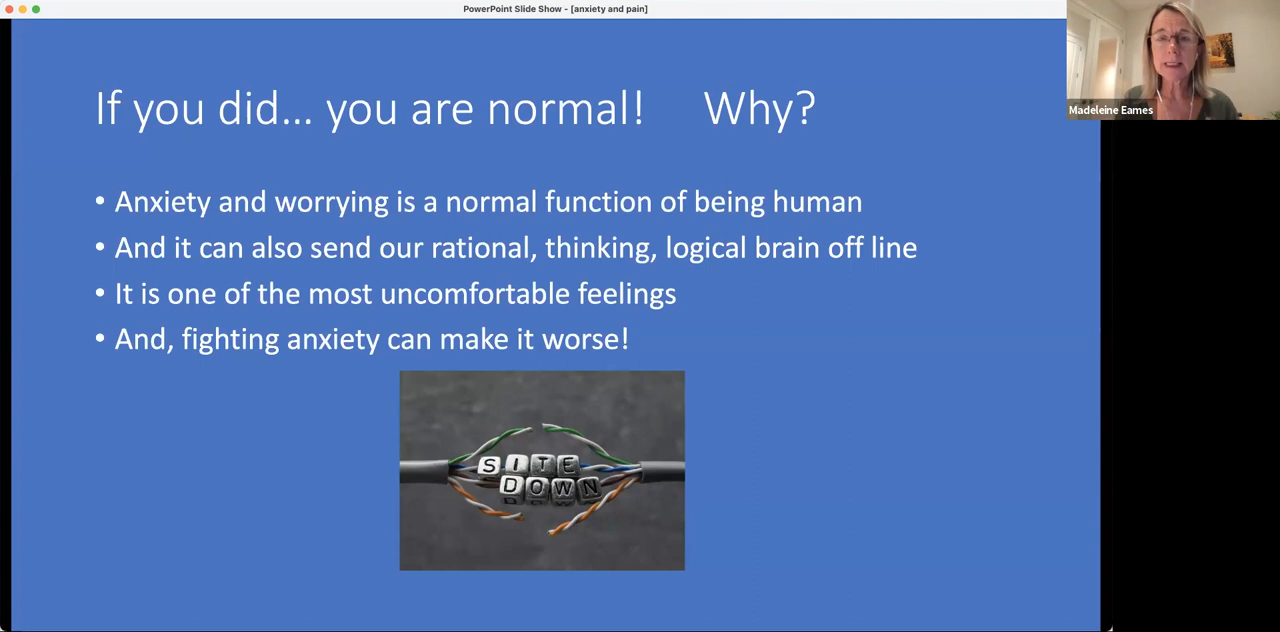 PowerPoint Slide Show - [anxiety and pain]
Madeleine Eames
If you did... you are normal! Why?
• Anxiety and worrying is a normal function of being human
• And it can also send our rational, thinking, logical brain off line
• It is one of the most uncomfortable feelings
• And, fighting anxiety can make it worse!
SITE
DOWN